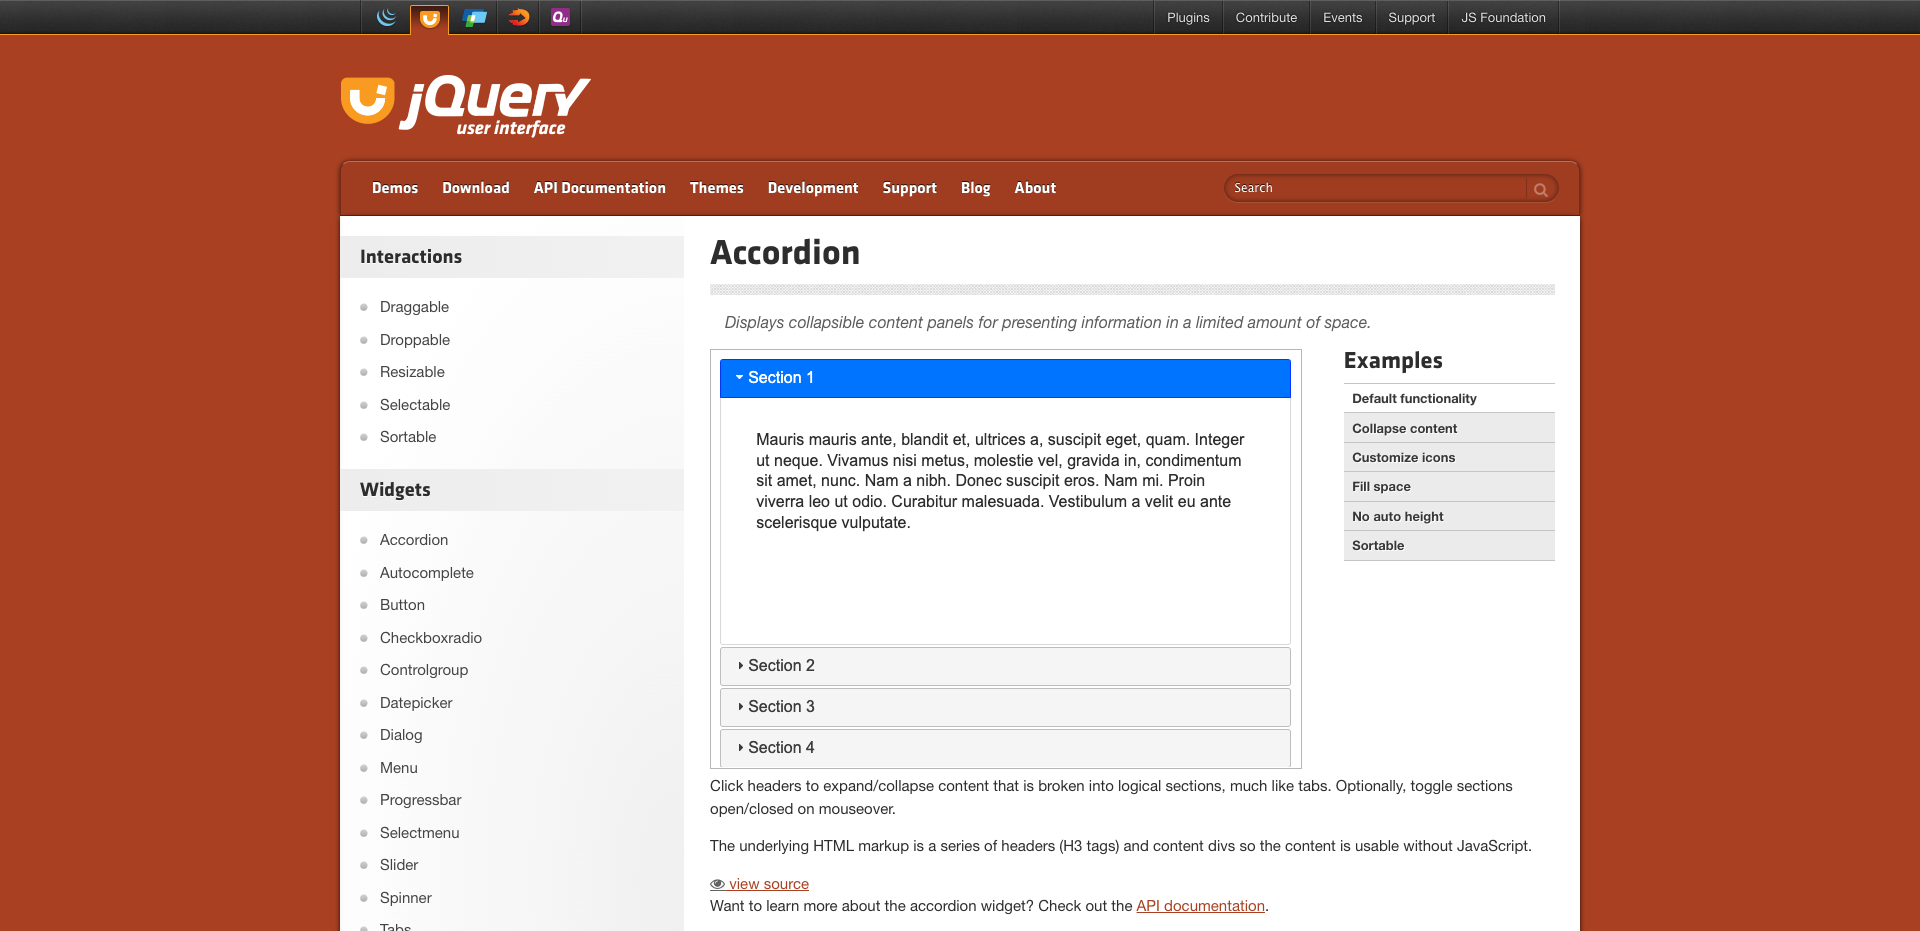 Qu
Plugins
Contribute
Events
Support
JS Foundation
jQuery
user interface
Demos
Download
API Documentation
Themes
Development
Support
Blog
About
Search
Interactions
Draggable
Droppable
Resizable
Selectable
Sortable
Widgets
Accordion
Autocomplete
Button
Checkboxradio
Controlgroup
Datepicker
Dialog
Menu
Progressbar
Selectmenu
Slider
Spinner
Tabs
Accordion
Displays collapsible content panels for presenting information in a limited amount of space.
Section 1
Mauris mauris ante, blandit et, ultrices a, suscipit eget, quam. Integer
ut neque. Vivamus nisi metus, molestie vel, gravida in, condimentum
sit amet, nunc. Nam a nibh. Donec suscipit eros. Nam mi. Proin
viverra leo ut odio. Curabitur malesuada. Vestibulum a velit eu ante
scelerisque vulputate.
Section 2
Section 3
Section 4
Examples
Default functionality
Collapse content
Customize icons
Fill space
No auto height
Sortable
Click headers to expand/collapse content that is broken into logical sections, much like tabs. Optionally, toggle sections
open/closed on mouseover.
The underlying HTML markup is a series of headers (H3 tags) and content divs so the content is usable without JavaScript.
view source
Want to learn more about the accordion widget? Check out the API documentation.